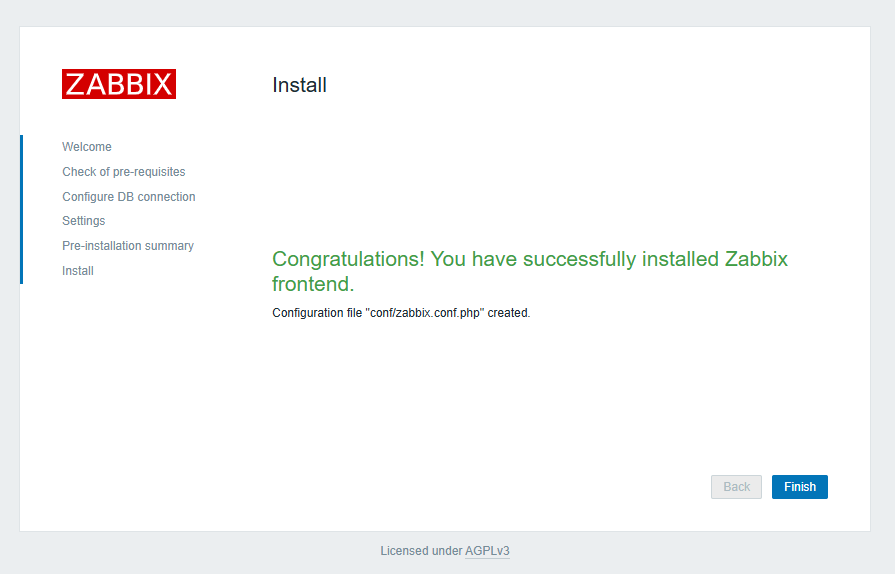 ZABBIX
Install
Welcome
Check of pre-requisites
Configure DB connection
Settings
Pre-installation summary
Install
Congratulations! You have successfully installed Zabbix
frontend.
Configuration file "conf/zabbix.conf.php" created.
Back
Finish
Licensed under AGPLv3